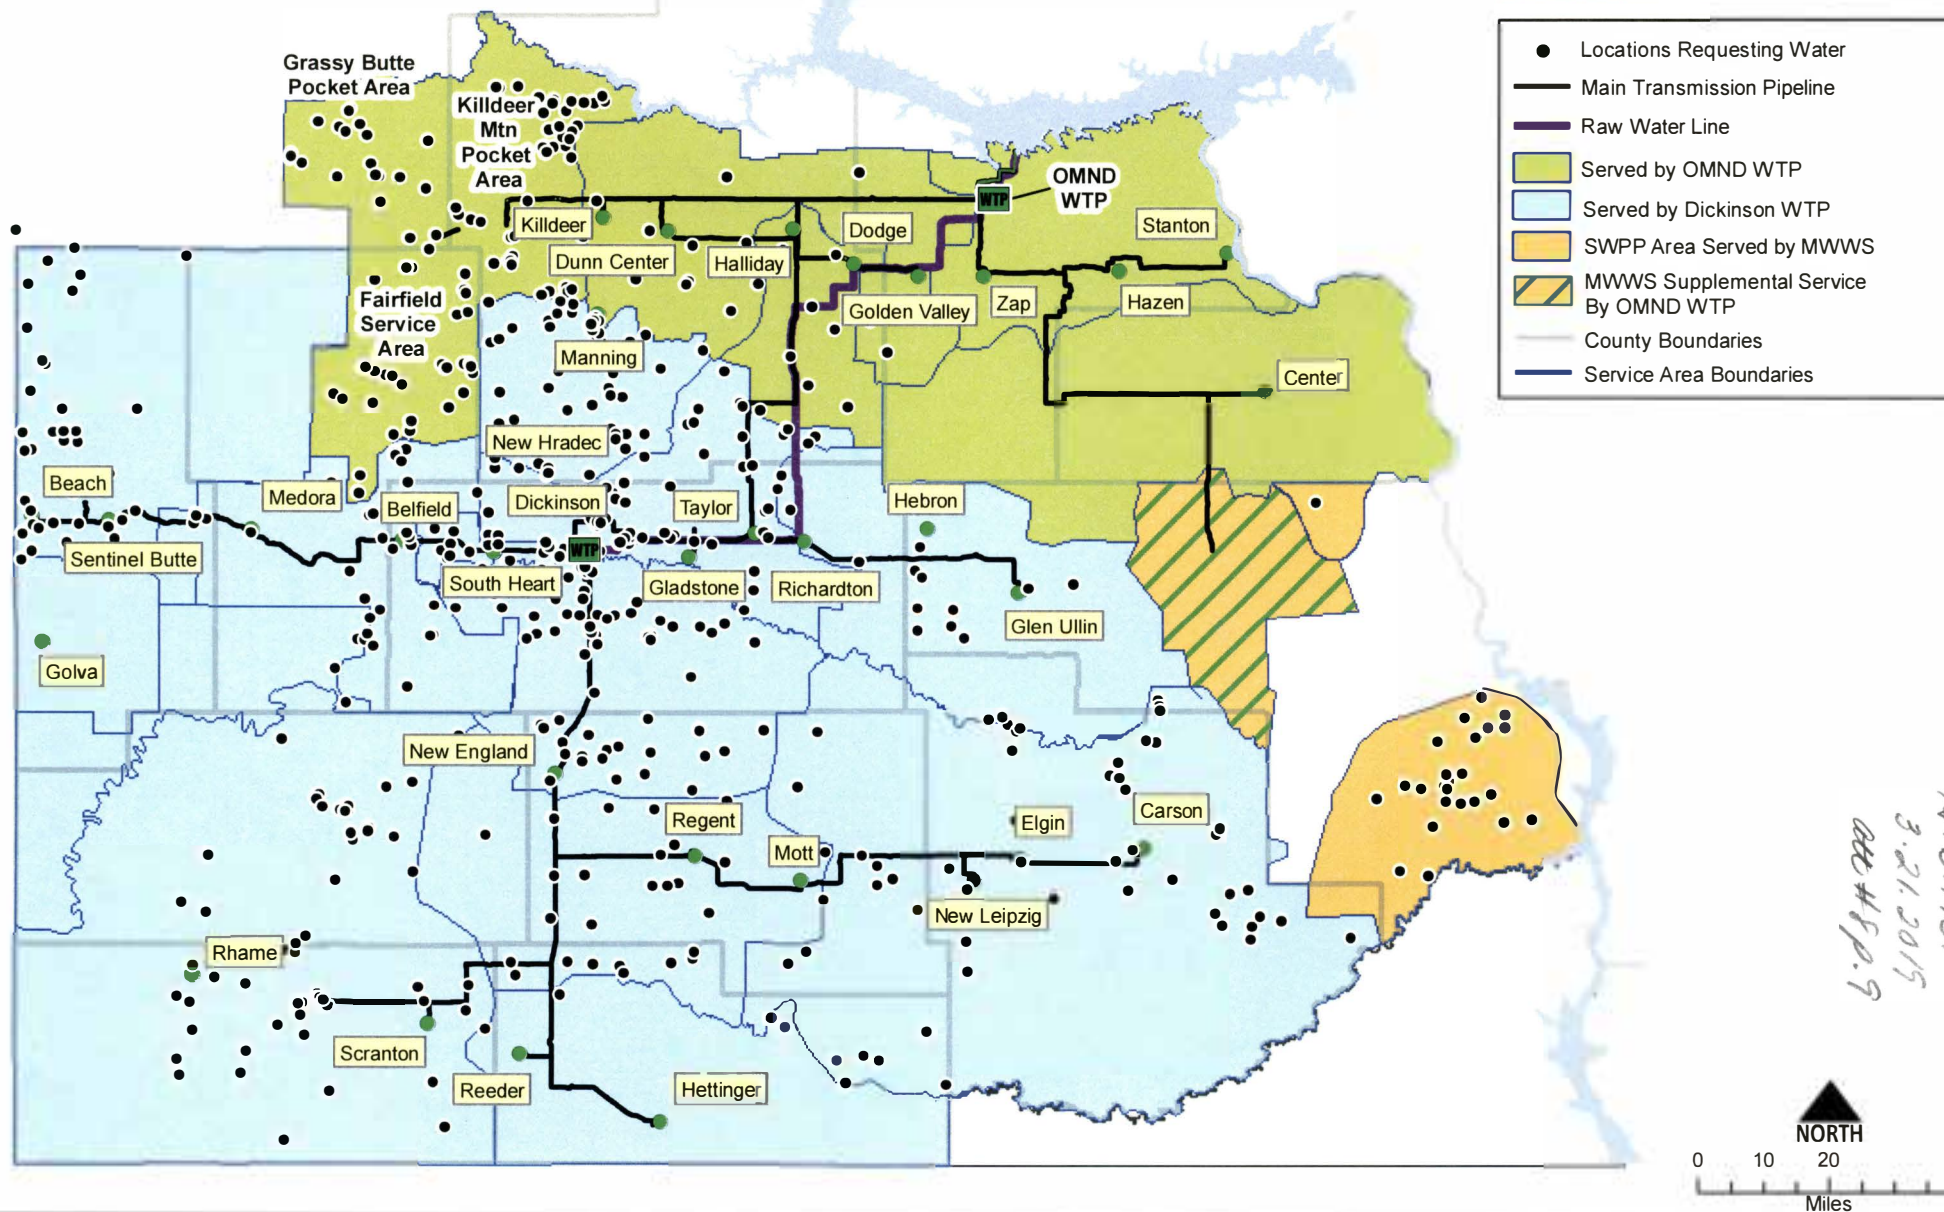 Grassy Butte
Pocket Area
Killdeer
Mtn
Pocket
Area
OMND
WTP
WTP
Killdeer
Dunn Center
Halliday
Dodge
Stanton
Fairfield
Service
Area
Golden Valley
Zap
Hazen
Manning
Center
New Hradec
Beach
Medora
Belfield
Dickinson
Taylor
Hebron
Sentinel Butte
WTP
South Heart
Gladstone
Richardton
Glen Ullin
Golva
New England
Regent
Mott
Elgin
Carson
New Leipzig
Rhame
Scranton
Reeder
Hettinger
Locations Requesting Water
Main Transmission Pipeline
Raw Water Line
Served by OMND WTP
Served by Dickinson WTP
SWPP Area Served by MWWS
MWWS Supplemental Service
By OMND WTP
County Boundaries
Service Area Boundaries
3.21.2019
#8 p.9
NORTH
0 10 20
Miles